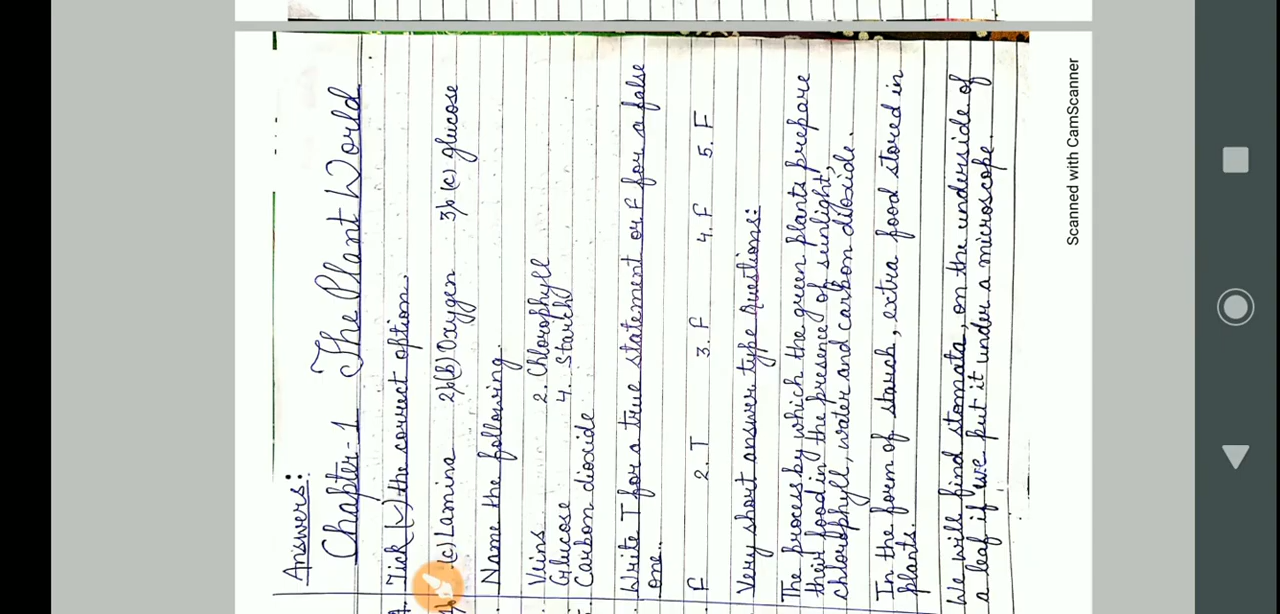 Answers:
Chapter-1 The Plant World
A. Tick (✓) the correct option.
(c) Lamina 2) (b) Oxygen 3) (c) glucose
Name the following.
Veins 2. Chlorophyll
Glucose 4. Starch
Carbon dioxide
Write T for a true statement or F for a false
one..
F 2. T 3. F 4. F 5. F
Very short answer type Questions:
The process by which the green plants prepare
their food in the presence of sunlight,
chlorophyll, water and carbon dioxide.
In the form of starch, extra food stored in
plants.
We will find stomata, on the underside of
a leaf if we put it under a microscope.
Scanned with CamScanner